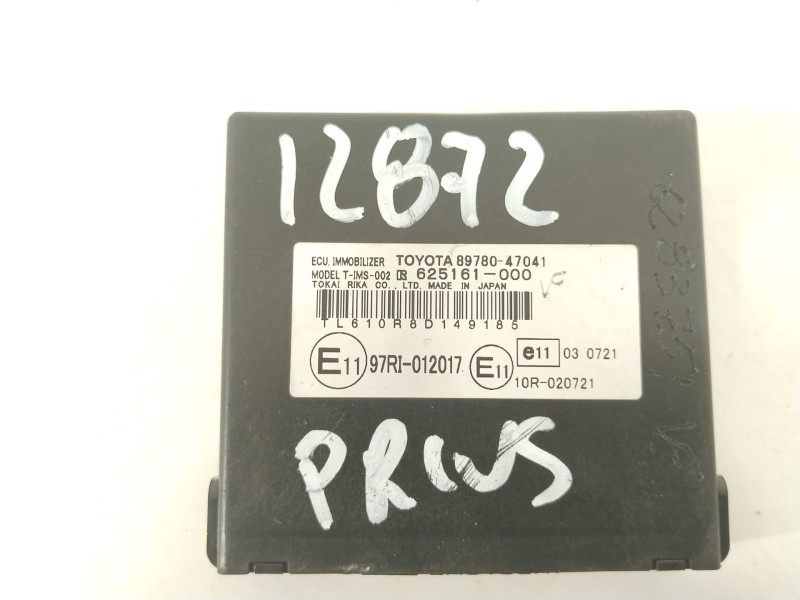 12872
ECU. IMMOBILIZER TOYOTA 89780-47041
MODEL T-IMS-002 625161-000
TOKAI RIKA CO., LTD. MADE IN JAPAN
VF
TL610R8D149185
E11 97RI-012017 E11 e11 03 0721
10R-020721
PRIUS